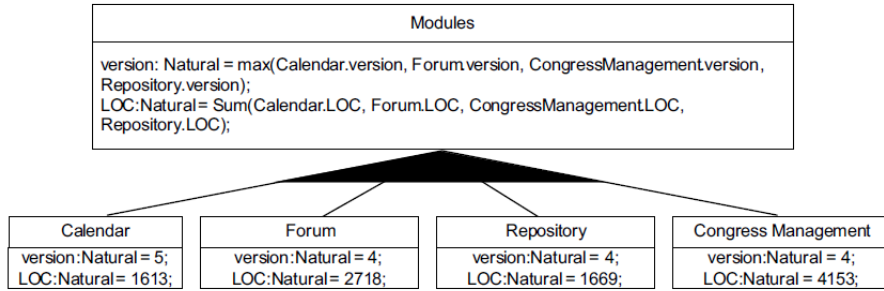 Modules
version: Natural = max(Calendar.version, Forum.version, CongressManagement.version,
Repository.version);
LOC:Natural= Sum(Calendar.LOC, Forum.LOC, CongressManagement.LOC,
Repository.LOC);
Calendar
version:Natural = 5;
LOC:Natural = 1613;
Forum
version:Natural = 4;
LOC:Natural = 2718;
Repository
version:Natural = 4;
LOC:Natural = 1669;
Congress Management
version:Natural = 4;
LOC:Natural = 4153;